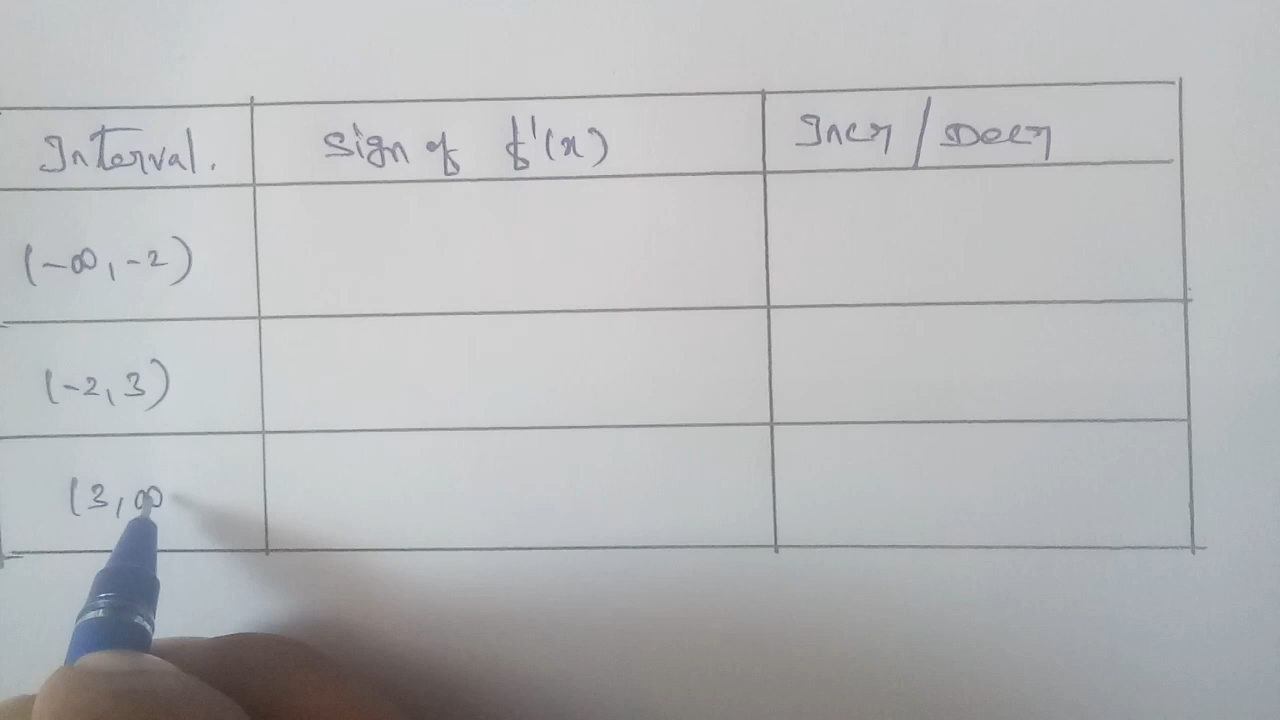 Interval. Sign of f'(x) Incr / Decr
(-∞, -2)
(-2, 3)
(3, ∞